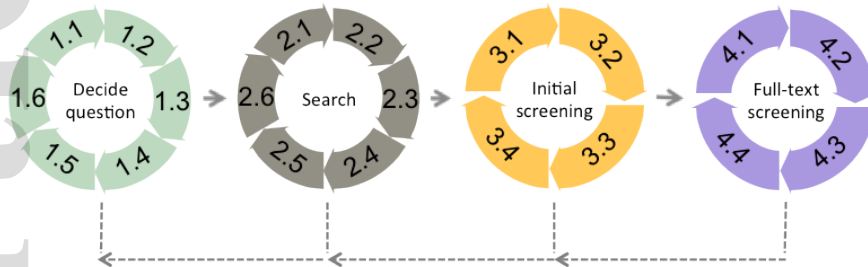 1.1 1.2
1.6 Decide question 1.3
1.5 1.4
2.1 2.2
2.6 Search 2.3
2.5 2.4
3.1 3.2
Initial
screening
3.4 3.3
4.1 4.2
Full-text
screening
4.4 4.3